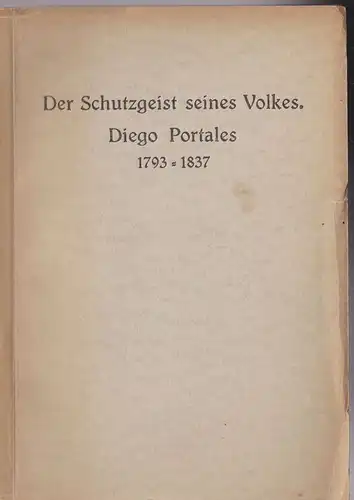 Der Schutzgeist seines Volkes.
Diego Portales
1793 = 1837